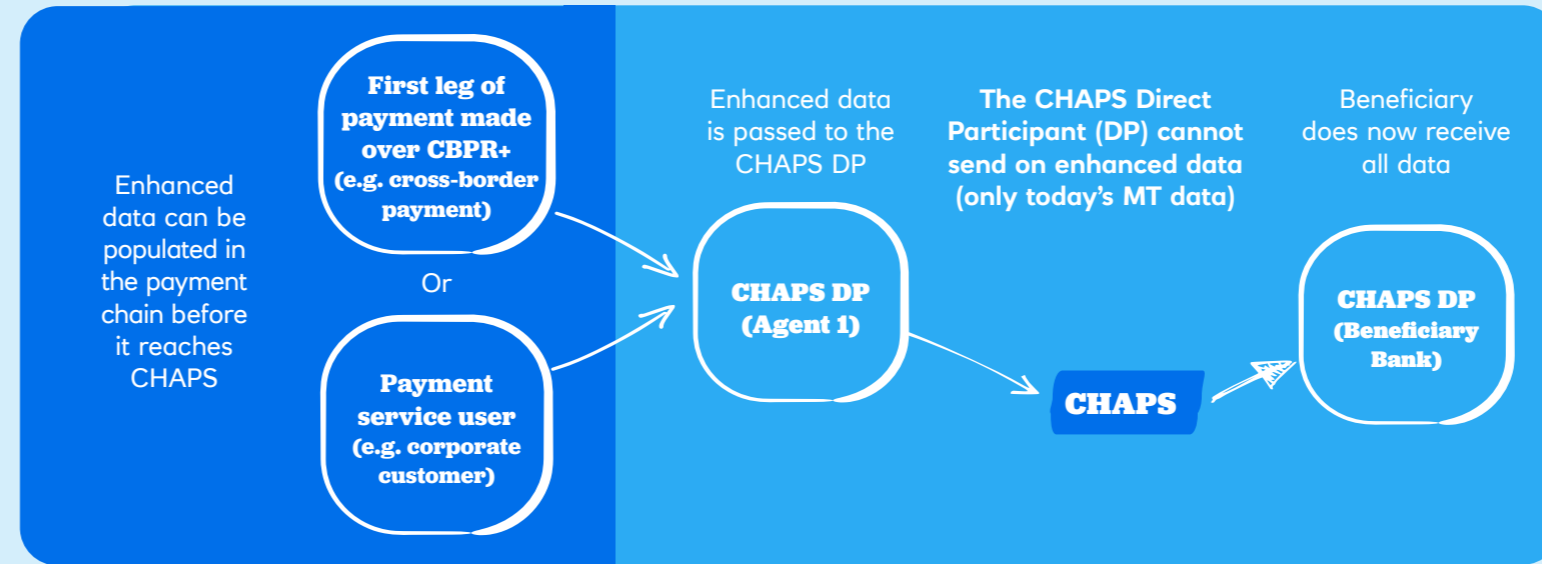 Enhanced
data can be
populated in
the payment
chain before
it reaches
CHAPS
First leg of
payment made
over CBPR+
(e.g. cross-border
payment)
Or
Payment
service user
(e.g. corporate
customer)
Enhanced data
is passed to the
CHAPS DP
CHAPS DP
(Agent 1)
The CHAPS Direct
Participant (DP) cannot
send on enhanced data
(only today's MT data)
CHAPS
Beneficiary
does now receive
all data
CHAPS DP
(Beneficiary
Bank)